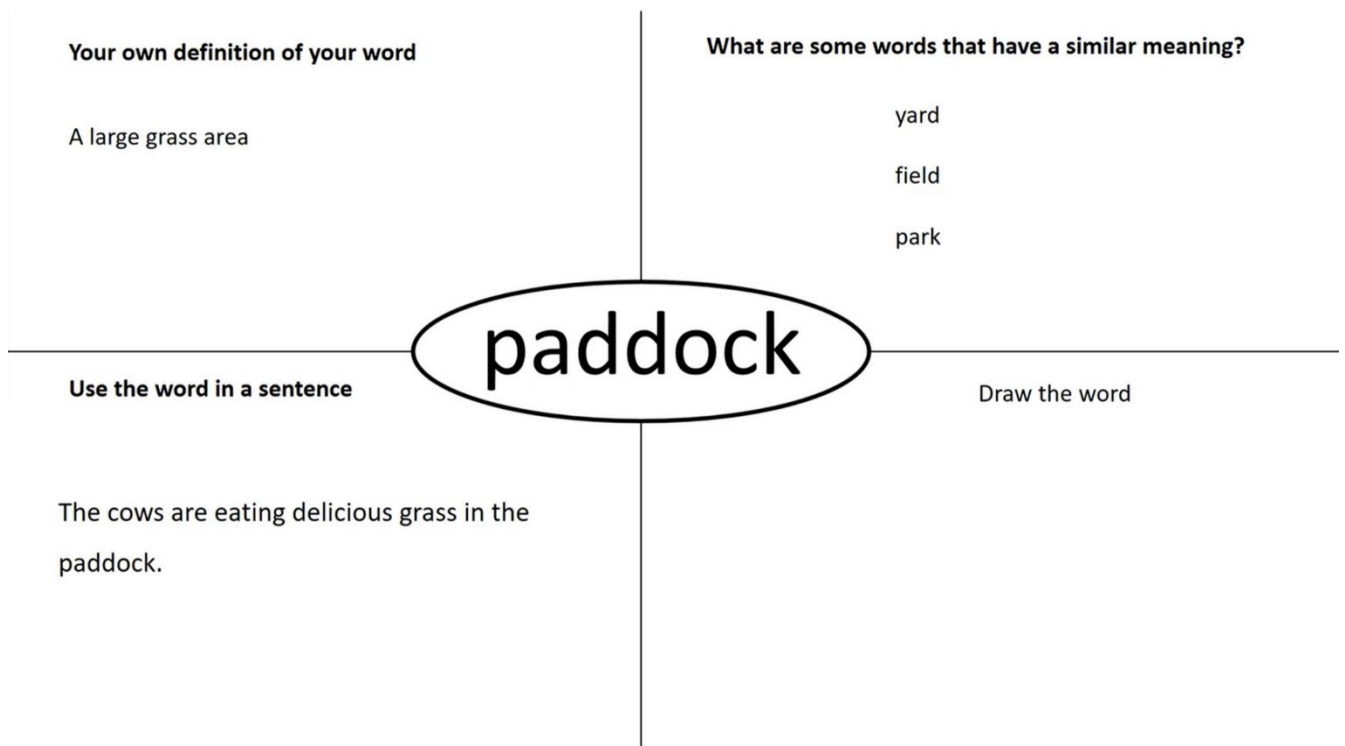 Your own definition of your word
A large grass area
What are some words that have a similar meaning?
yard
field
park
paddock
Use the word in a sentence
The cows are eating delicious grass in the
paddock.
Draw the word